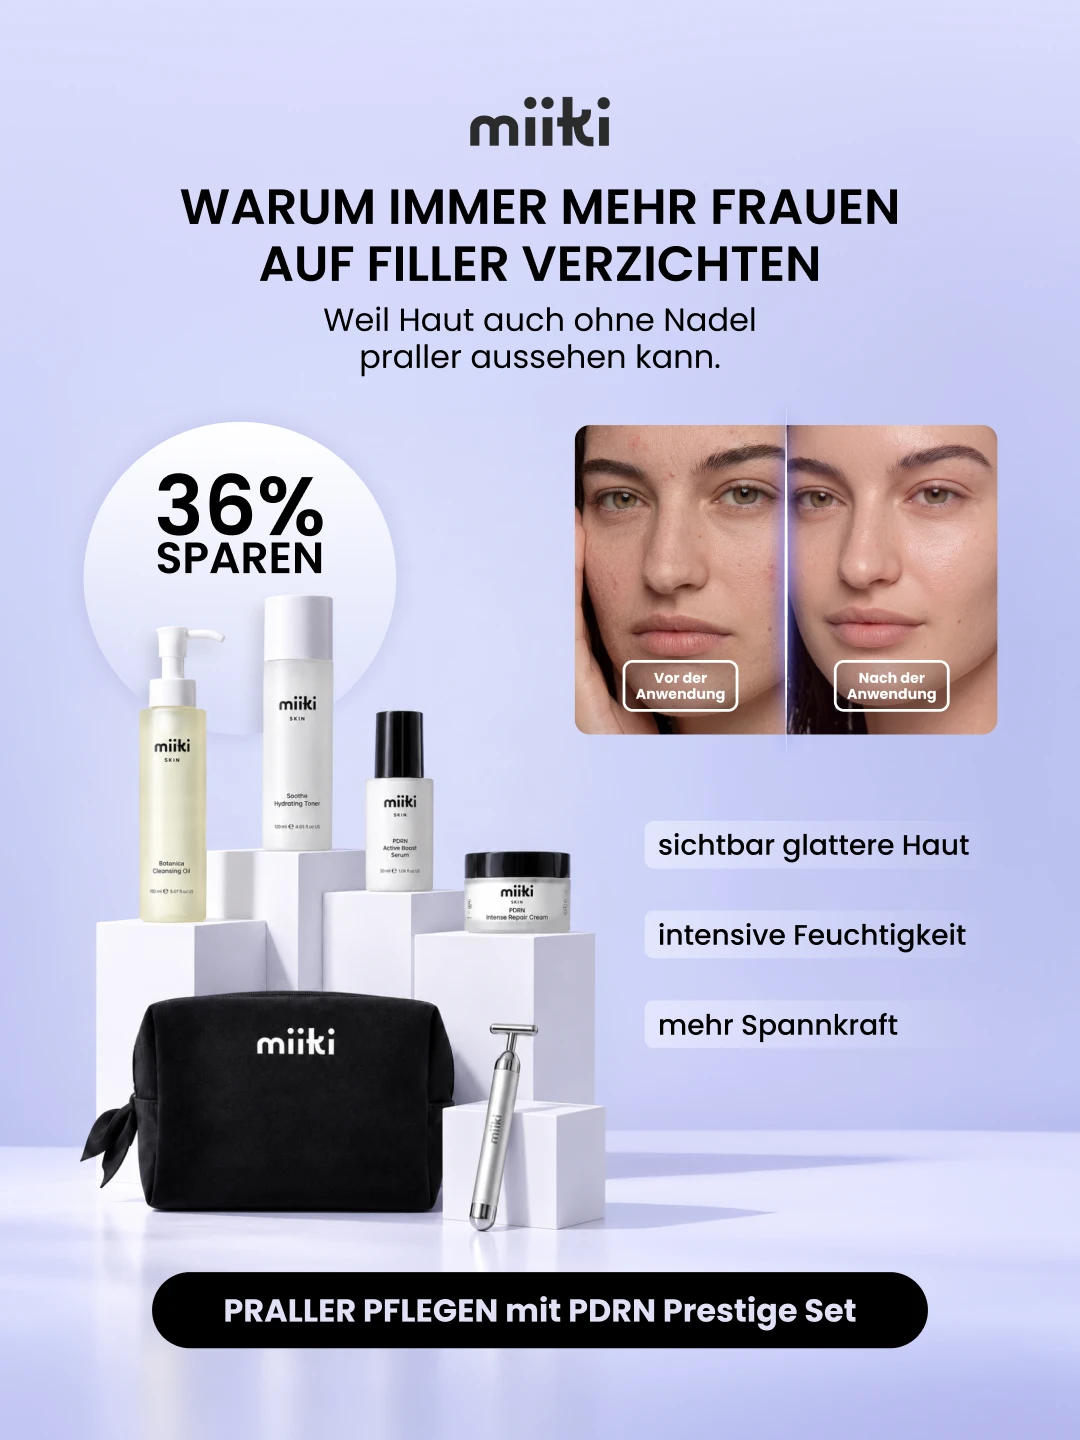 miiki
WARUM IMMER MEHR FRAUEN
AUF FILLER VERZICHTEN
Weil Haut auch ohne Nadel
praller aussehen kann.
36%
SPAREN
Vor der
Anwendung
Nach der
Anwendung
miiki
SKIN
Botanica
Cleansing Oil
miiki
SKIN
Soothe
Hydrating Toner
miiki
SKIN
PDRN
Active Boost
Serum
miiki
SKIN
PDRN
Intense Repair Cream
sichtbar glattere Haut
intensive Feuchtigkeit
mehr Spannkraft
miiki
miiki
PRALLER PFLEGEN mit PDRN Prestige Set